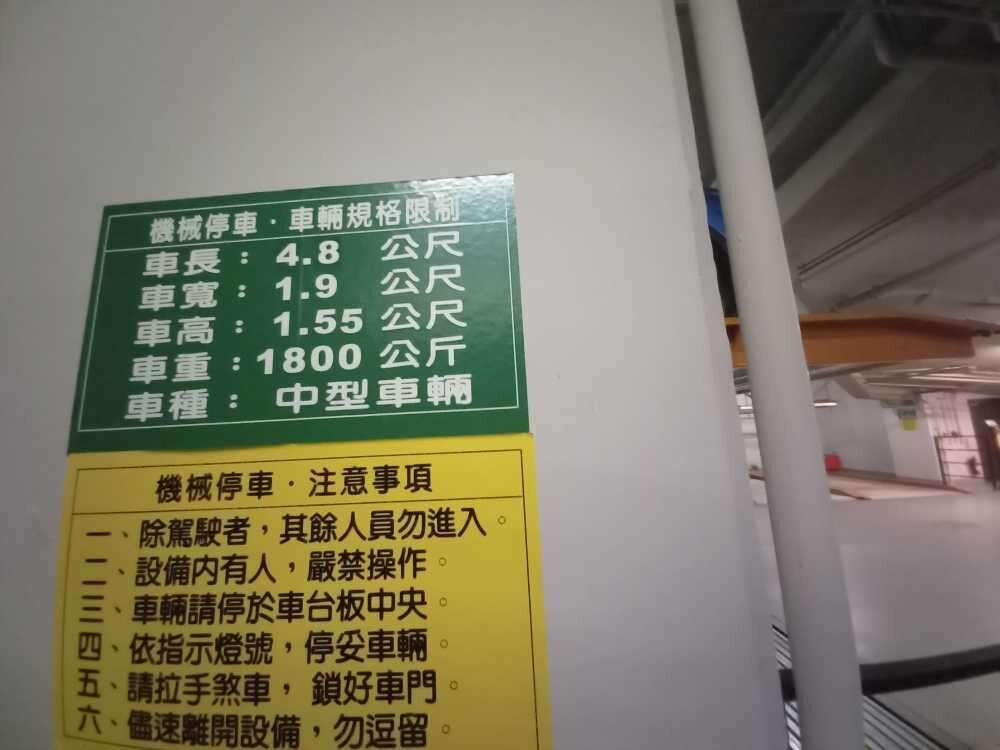 機械停車．車輛規格限制
車長：4.8 公尺
車寬：1.9 公尺
車高：1.55 公尺
車重：1800 公斤
車種：中型車輛
機械停車．注意事項
一、除駕駛者，其餘人員勿進入。
二、設備內有人，嚴禁操作。
三、車輛請停於車台板中央。
四、依指示燈號，停妥車輛。
五、請拉手煞車，鎖好車門。
六、儘速離開設備，勿逗留。